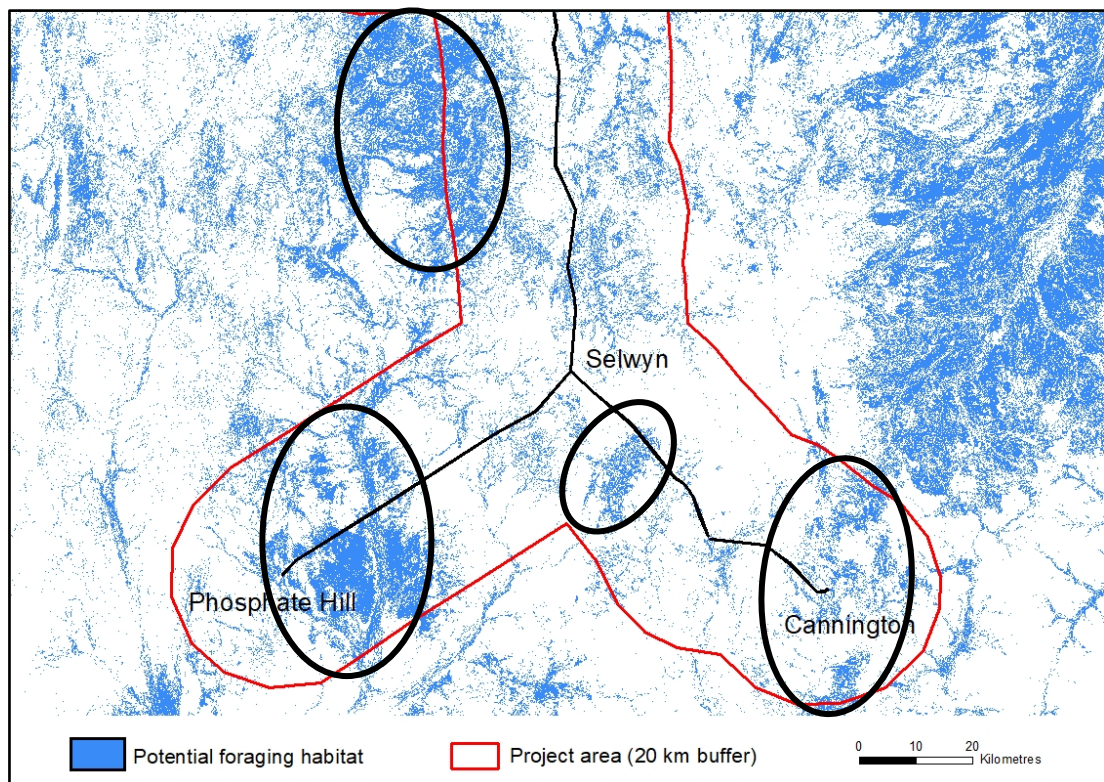 Selwyn
Phosphate Hill
Cannington
Potential foraging habitat
Project area (20 km buffer)
0 10 20
Kilometres